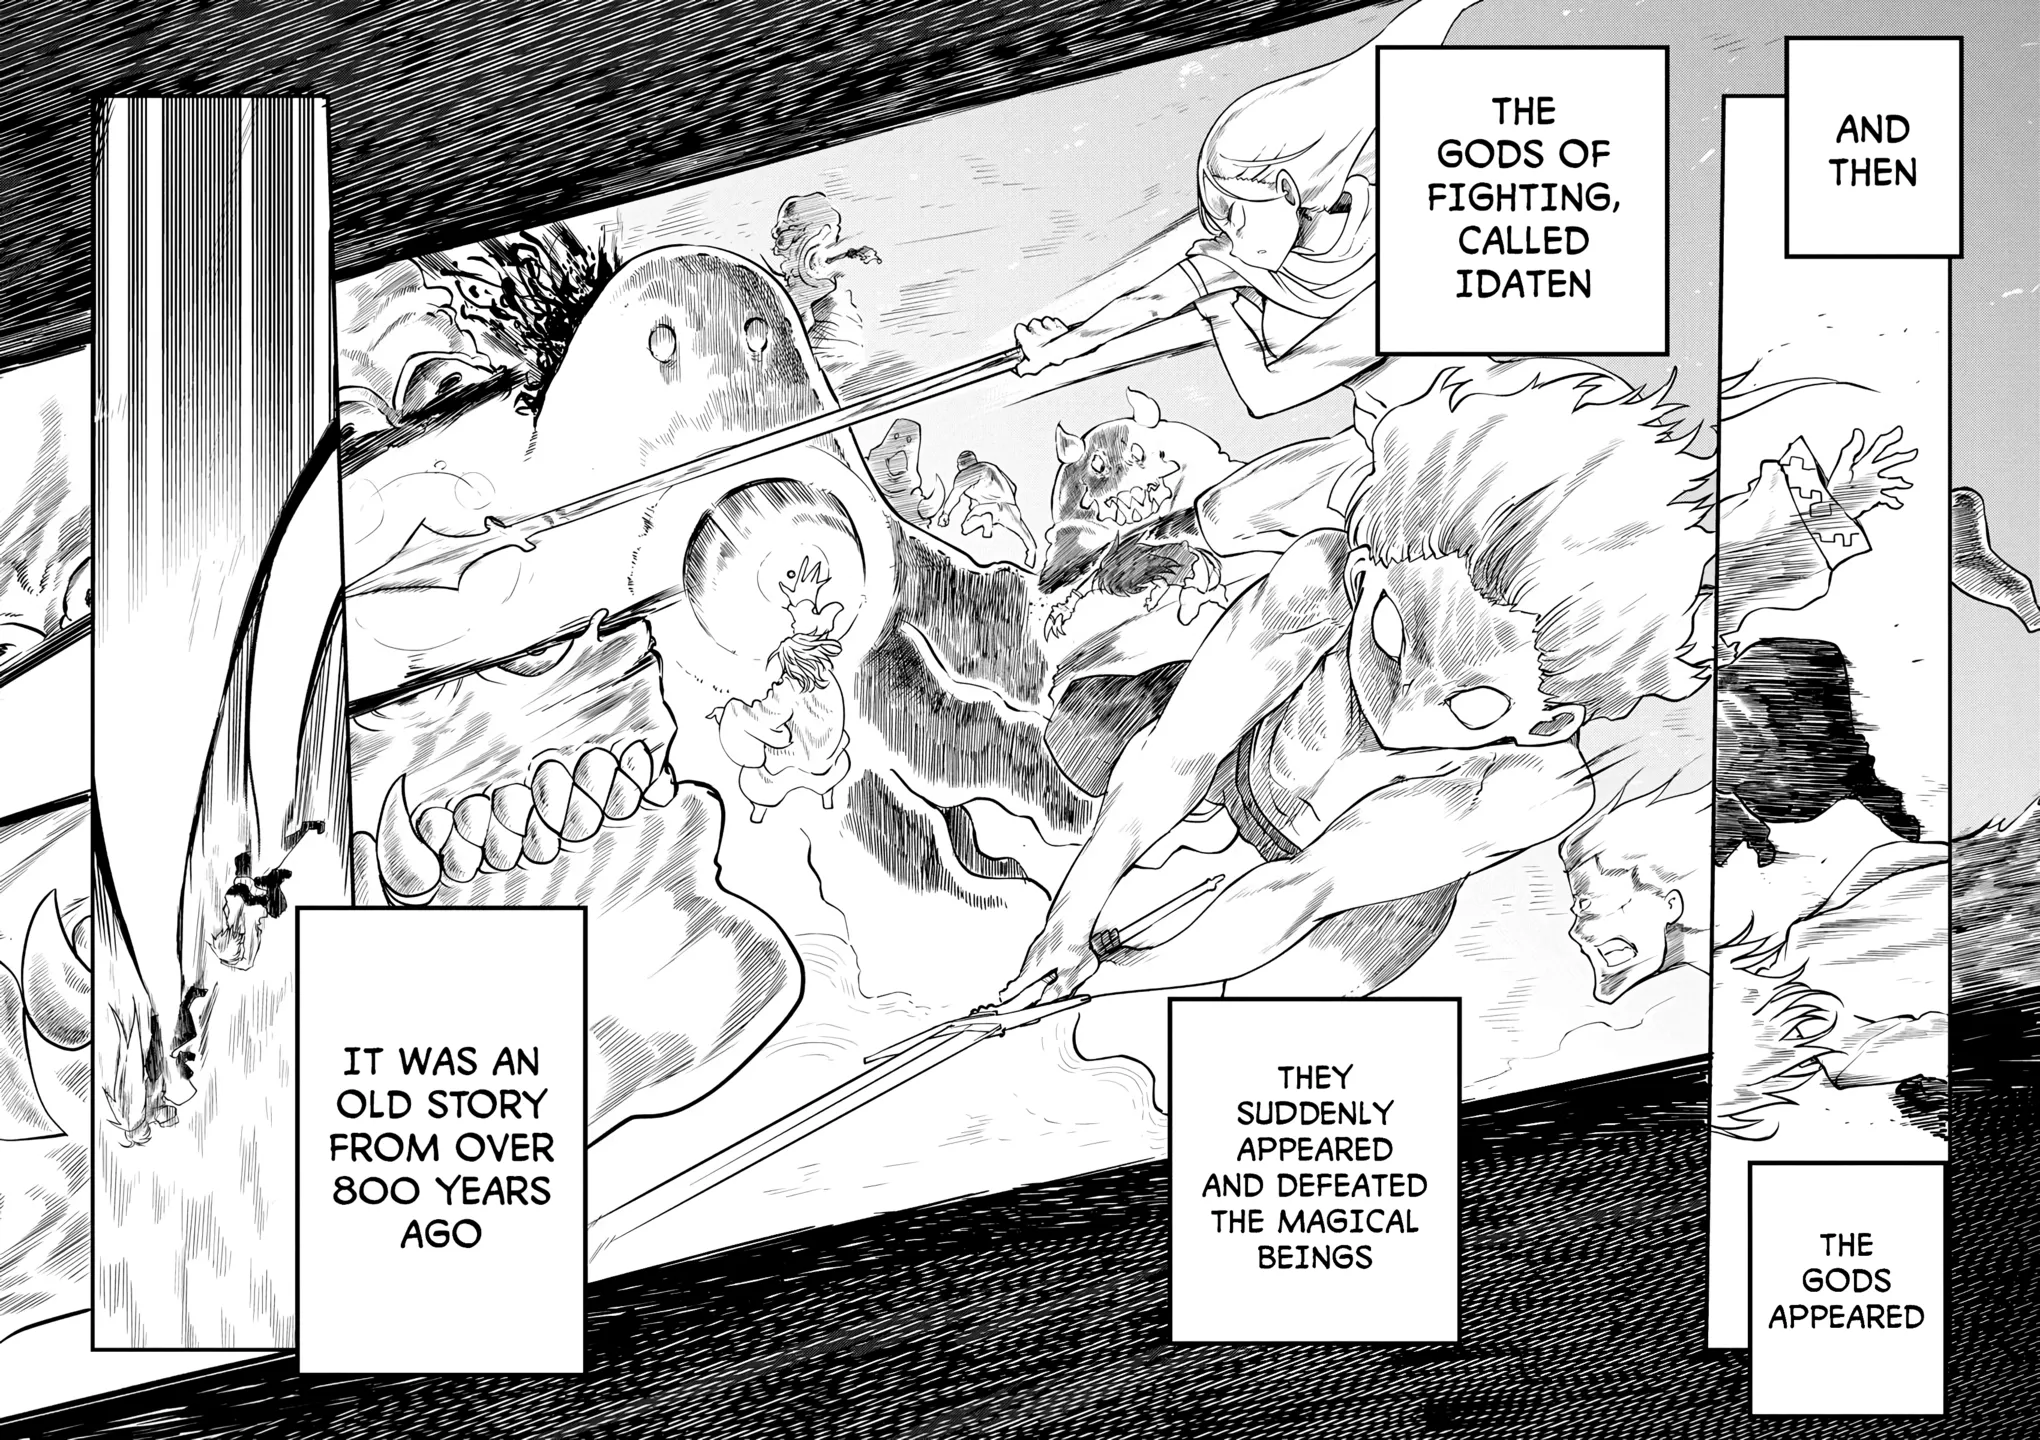 AND
THEN
THE
GODS
APPEARED
THE
GODS OF
FIGHTING,
CALLED
IDATEN
THEY
SUDDENLY
APPEARED
AND DEFEATED
THE MAGICAL
BEINGS
IT WAS AN
OLD STORY
FROM OVER
800 YEARS
AGO